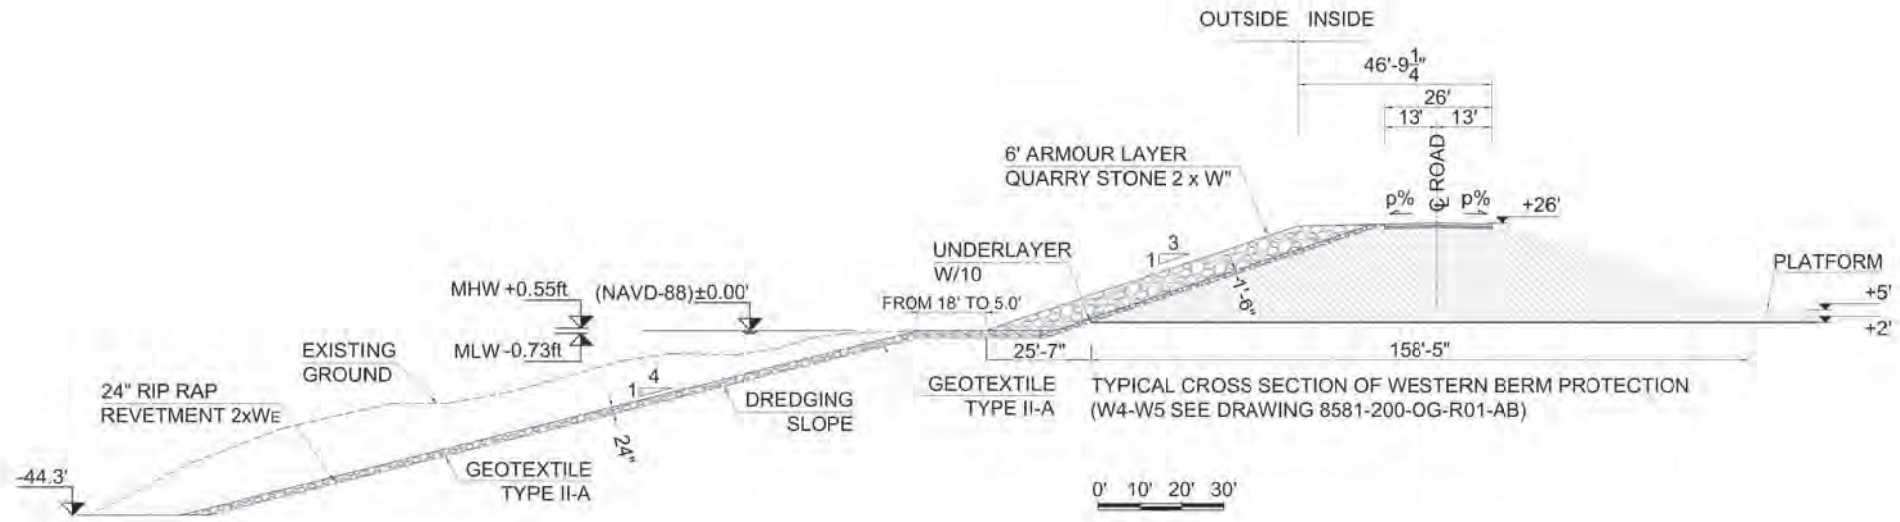 OUTSIDE INSIDE
46'-9 1/4"
26'
13' 13'
6' ARMOUR LAYER
QUARRY STONE 2 x W"
℄ ROAD
p% p%
+26'
3
1
UNDERLAYER
W/10
1'-6"
PLATFORM
MHW +0.55ft
(NAVD-88)±0.00'
FROM 18' TO 5.0'
+5'
+2'
MLW -0.73ft
EXISTING
GROUND
25'-7"
158'-5"
24" RIP RAP
REVETMENT 2xWE
4
1
DREDGING
SLOPE
GEOTEXTILE
TYPE II-A
TYPICAL CROSS SECTION OF WESTERN BERM PROTECTION
(W4-W5 SEE DRAWING 8581-200-OG-R01-AB)
24"
GEOTEXTILE
TYPE II-A
-44.3'
0' 10' 20' 30'